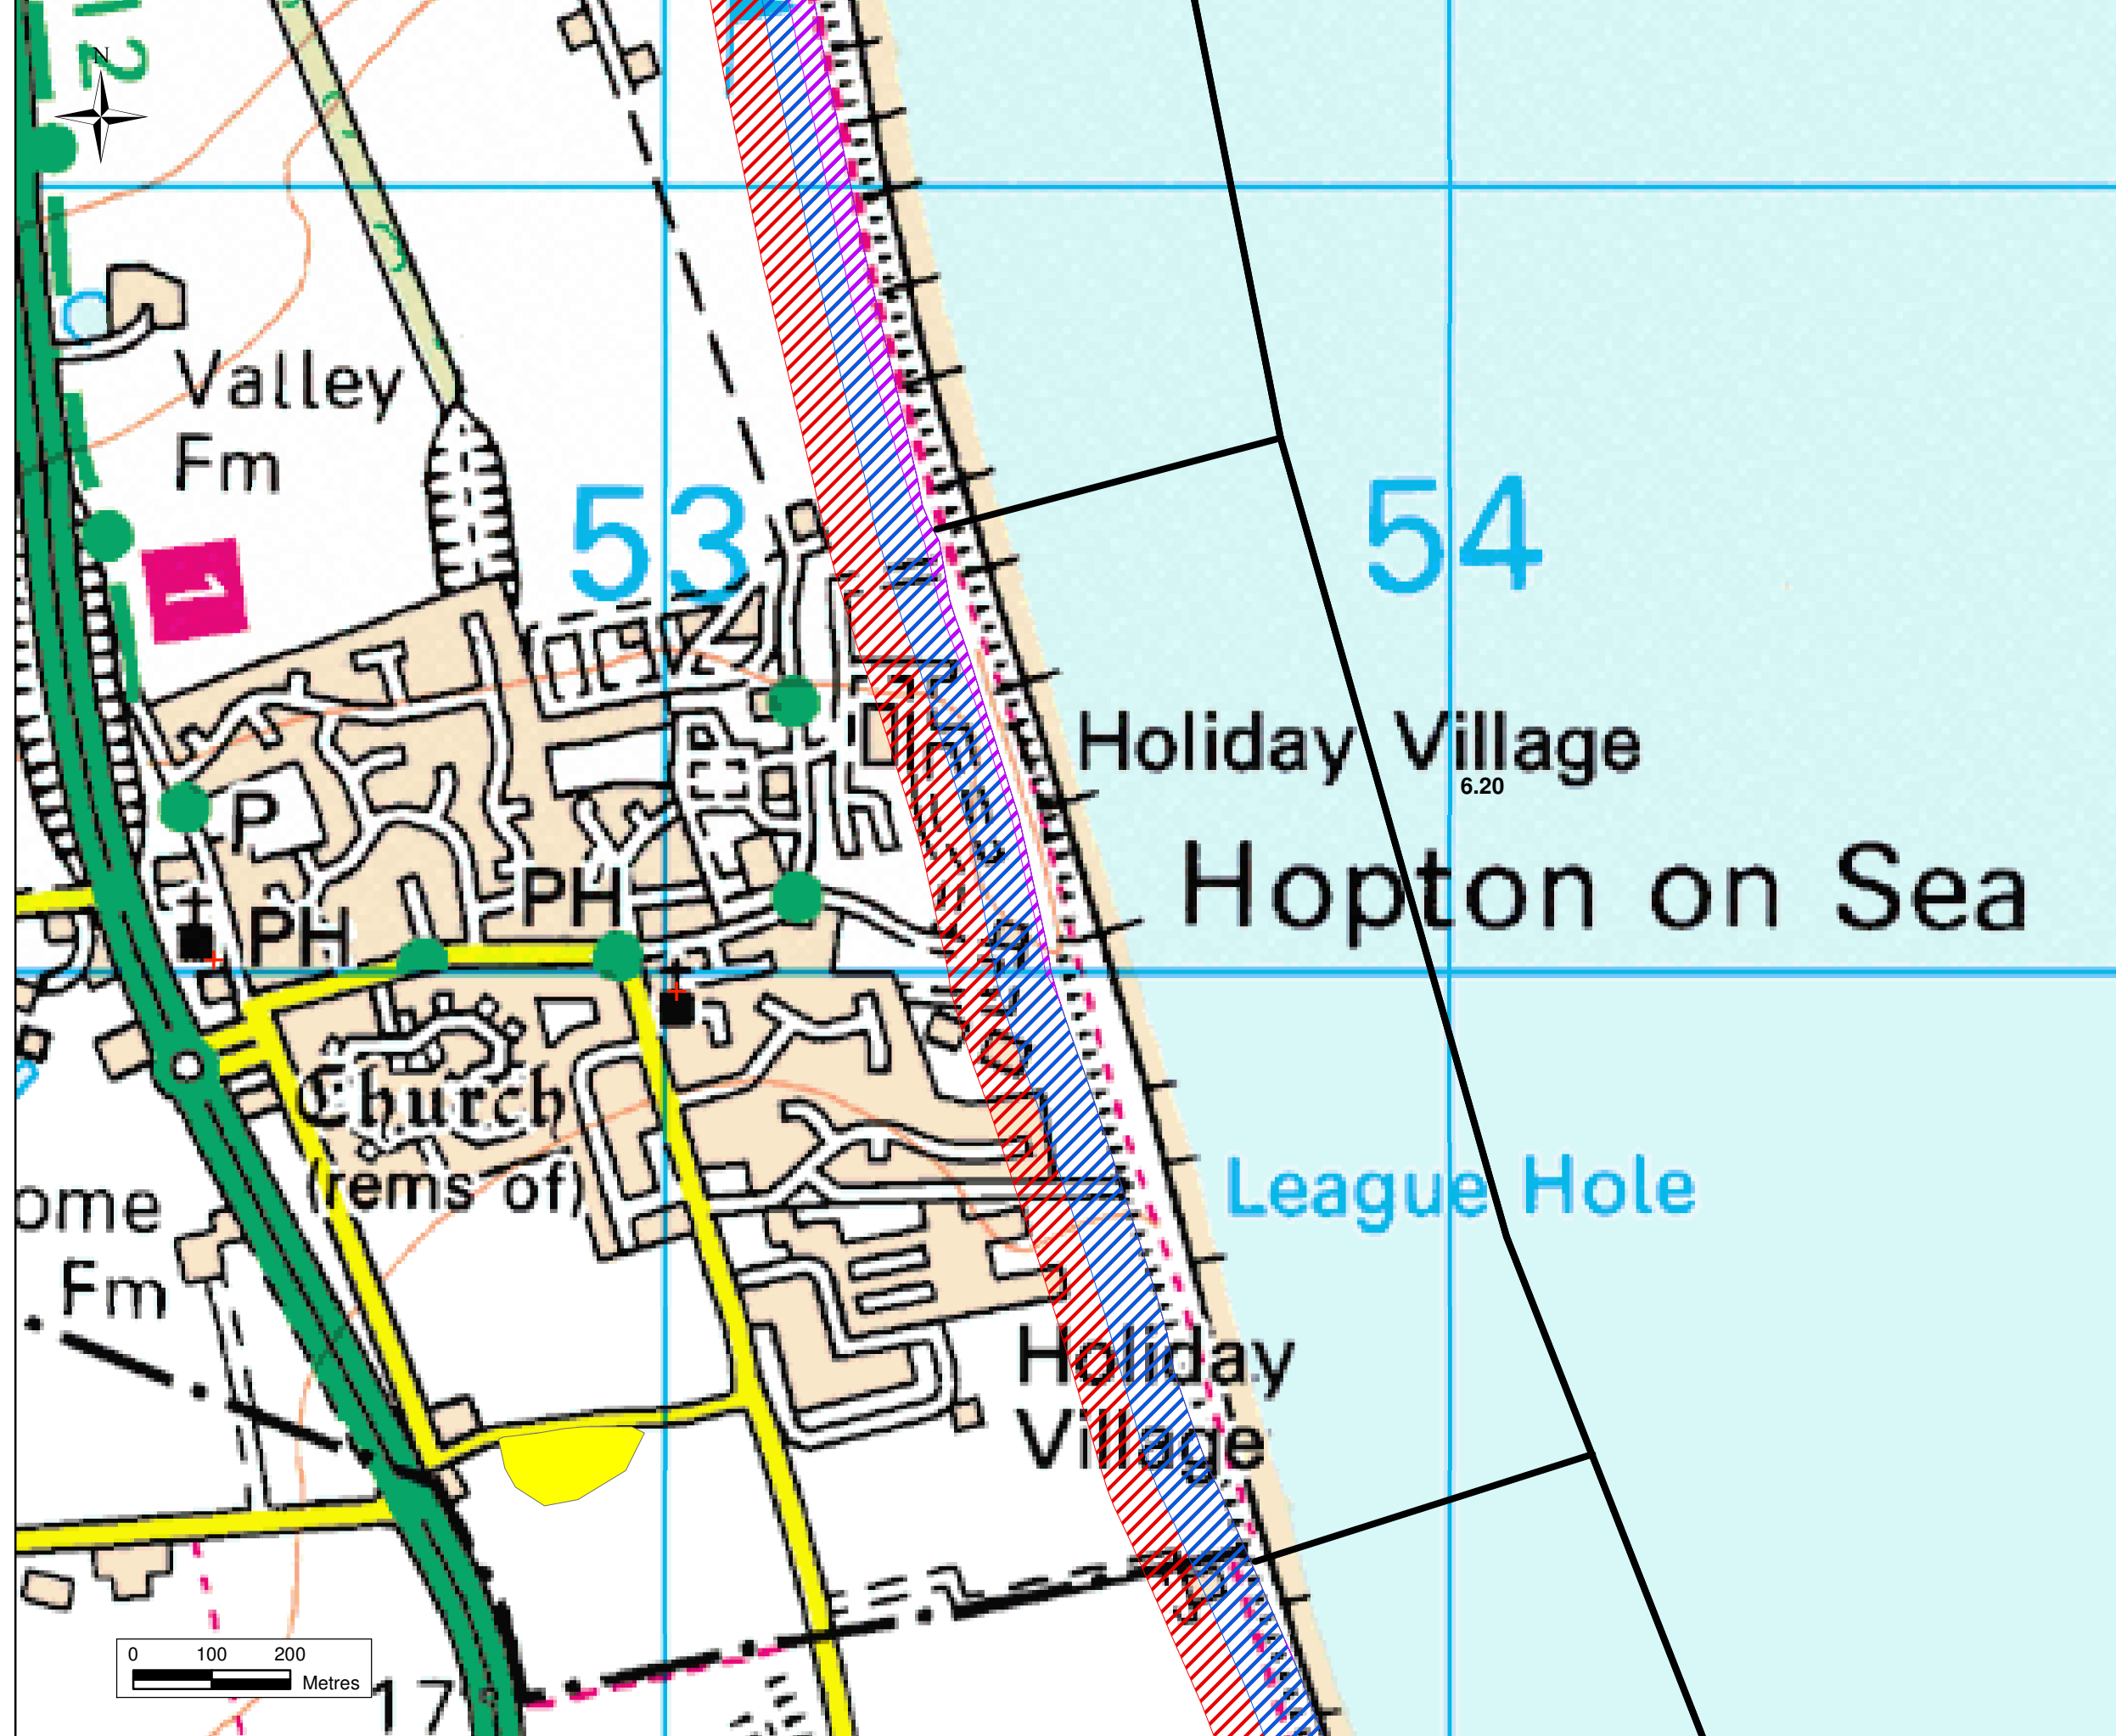 12
N
Valley
Fm
1
53
54
Holiday Village
6.20
P
Hopton on Sea
PH
PH
Church
(rems of)
League Hole
ome
Fm
Holiday
Village
0 100 200
Metres
17